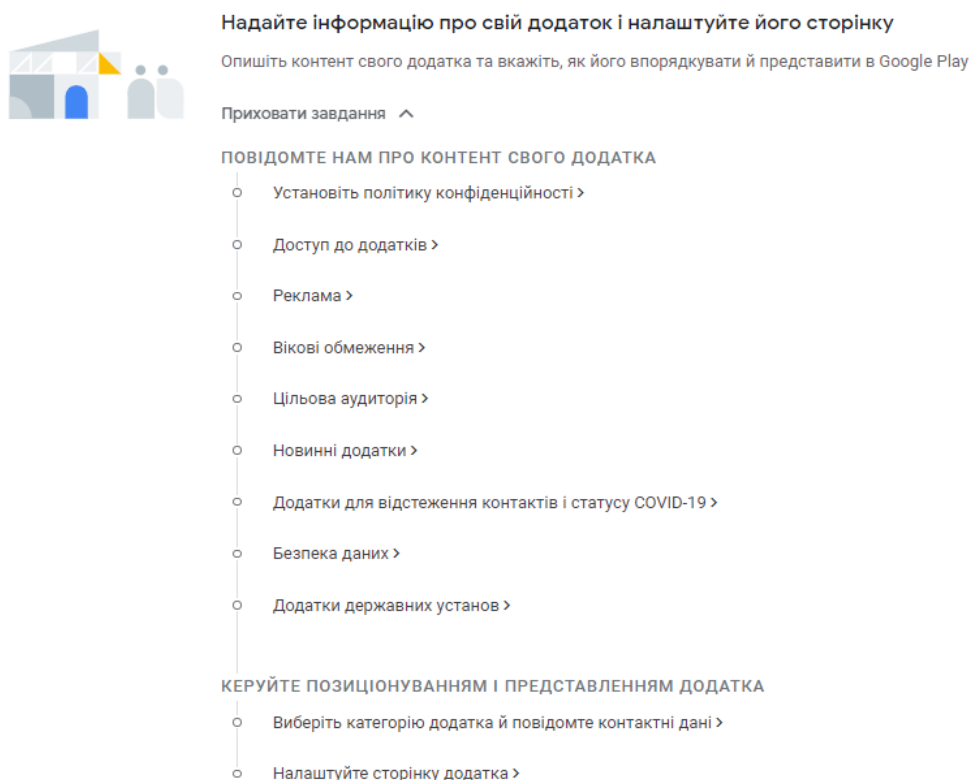 Надайте інформацію про свій додаток і налаштуйте його сторінку
Опишіть контент свого додатка та вкажіть, як його впорядкувати й представити в Google Play
Приховати завдання
ПОВІДОМТЕ НАМ ПРО КОНТЕНТ СВОГО ДОДАТКА
Установіть політику конфіденційності
Доступ до додатків
Реклама
Вікові обмеження
Цільова аудиторія
Новинні додатки
Додатки для відстеження контактів і статусу COVID-19
Безпека даних
Додатки державних установ
КЕРУЙТЕ ПОЗИЦІОНУВАННЯМ І ПРЕДСТАВЛЕННЯМ ДОДАТКА
Виберіть категорію додатка й повідомте контактні дані
Налаштуйте сторінку додатка